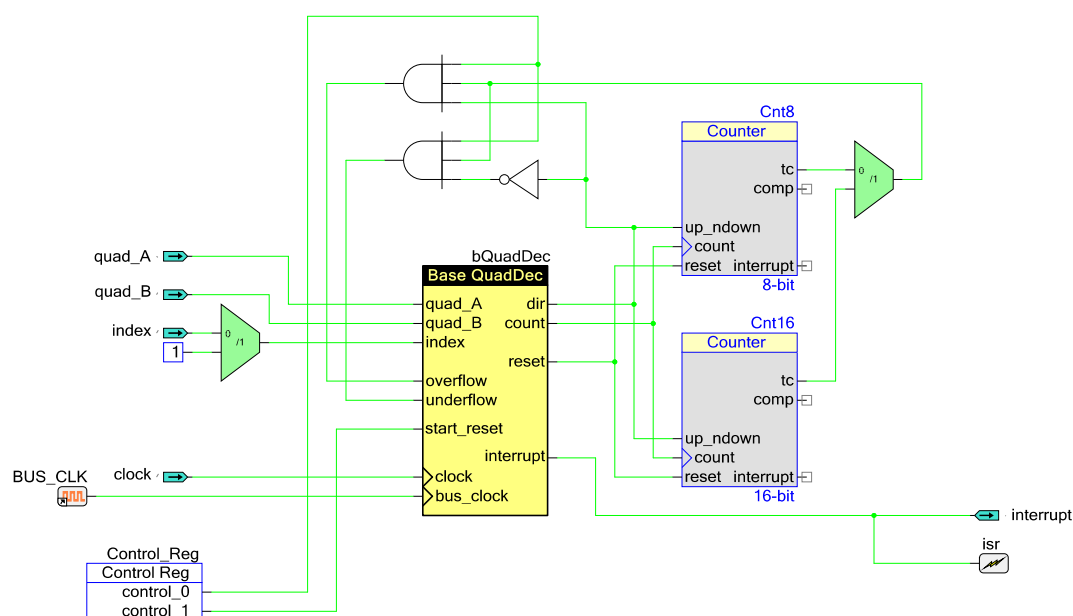 Cnt8
Counter
tc
comp
up_ndown
count
reset interrupt
8-bit
0
/1
quad_A
quad_B
index
1
0
/1
bQuadDec
Base QuadDec
quad_A dir
quad_B count
index
reset
overflow
underflow
start_reset
interrupt
clock
bus_clock
Cnt16
Counter
tc
comp
up_ndown
count
reset interrupt
16-bit
clock
BUS_CLK
interrupt
isr
Control_Reg
Control Reg
control_0
control_1